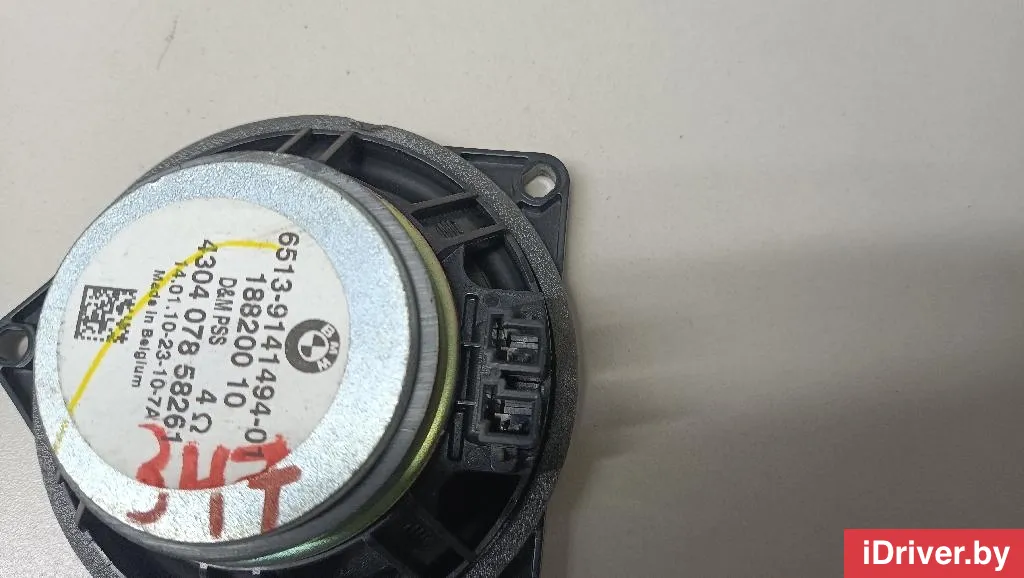 BMW
6513-9141494-01
188200 10
D&M PSS 4 Ω
4304 078 58261
14.01.10-23-10-7A
Made in Belgium
iDriver.by